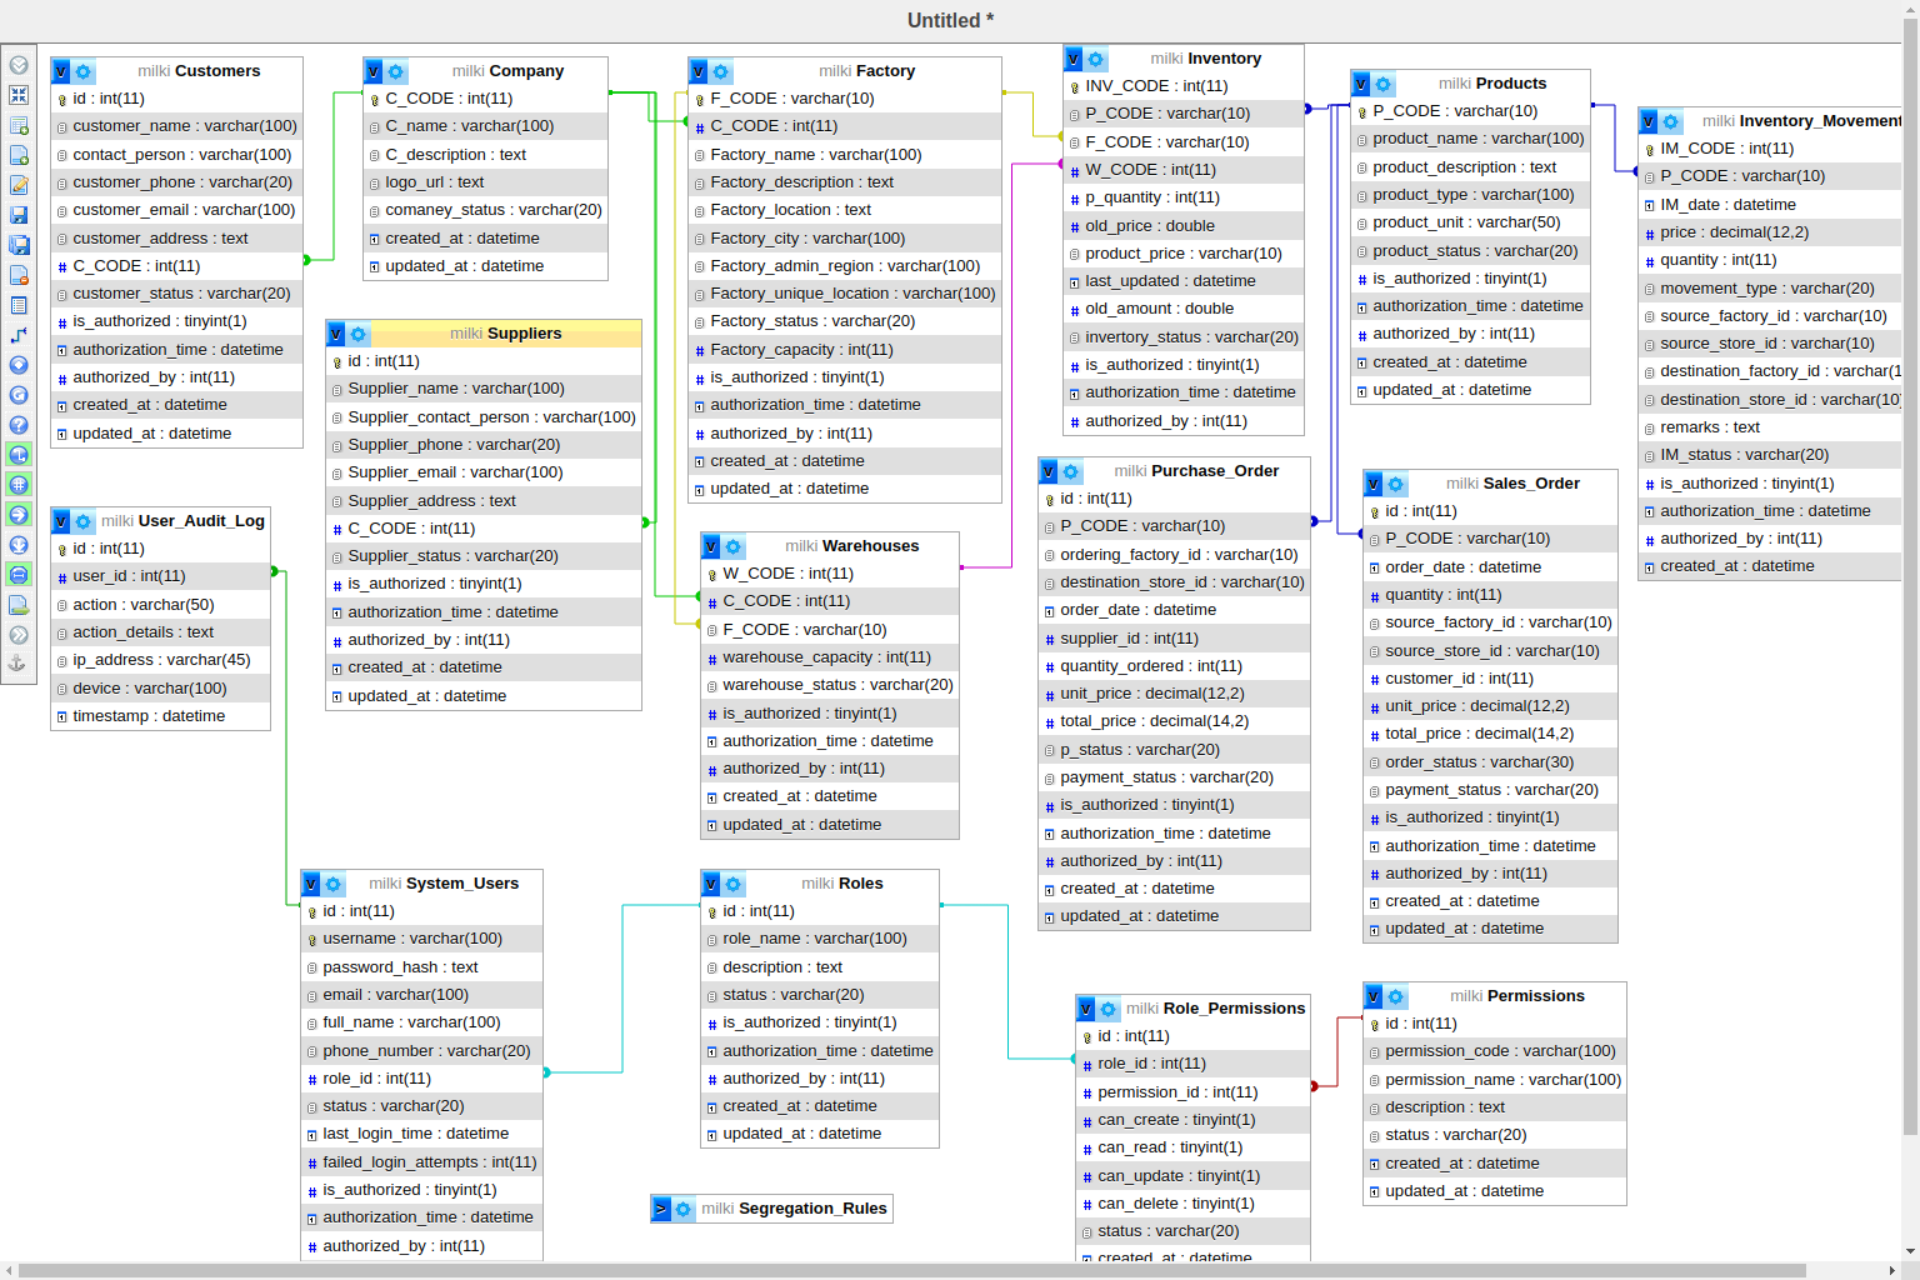 Untitled *
milki Customers
id : int(11)
customer_name : varchar(100)
contact_person : varchar(100)
customer_phone : varchar(20)
customer_email : varchar(100)
customer_address : text
C_CODE : int(11)
customer_status : varchar(20)
is_authorized : tinyint(1)
authorization_time : datetime
authorized_by : int(11)
created_at : datetime
updated_at : datetime
milki Company
C_CODE : int(11)
C_name : varchar(100)
C_description : text
logo_url : text
comaney_status : varchar(20)
created_at : datetime
updated_at : datetime
milki Factory
F_CODE : varchar(10)
C_CODE : int(11)
Factory_name : varchar(100)
Factory_description : text
Factory_location : text
Factory_city : varchar(100)
Factory_admin_region : varchar(100)
Factory_unique_location : varchar(100)
Factory_status : varchar(20)
Factory_capacity : int(11)
is_authorized : tinyint(1)
authorization_time : datetime
authorized_by : int(11)
created_at : datetime
updated_at : datetime
milki Inventory
INV_CODE : int(11)
P_CODE : varchar(10)
F_CODE : varchar(10)
W_CODE : int(11)
p_quantity : int(11)
old_price : double
product_price : varchar(10)
last_updated : datetime
old_amount : double
invertory_status : varchar(20)
is_authorized : tinyint(1)
authorization_time : datetime
authorized_by : int(11)
milki Products
P_CODE : varchar(10)
product_name : varchar(100)
product_description : text
product_type : varchar(100)
product_unit : varchar(50)
product_status : varchar(20)
is_authorized : tinyint(1)
authorization_time : datetime
authorized_by : int(11)
created_at : datetime
updated_at : datetime
milki Inventory_Movement
IM_CODE : int(11)
P_CODE : varchar(10)
IM_date : datetime
price : decimal(12,2)
quantity : int(11)
movement_type : varchar(20)
source_factory_id : varchar(10)
source_store_id : varchar(10)
destination_factory_id : varchar(1
destination_store_id : varchar(10)
remarks : text
IM_status : varchar(20)
is_authorized : tinyint(1)
authorization_time : datetime
authorized_by : int(11)
created_at : datetime
milki Suppliers
id : int(11)
Supplier_name : varchar(100)
Supplier_contact_person : varchar(100)
Supplier_phone : varchar(20)
Supplier_email : varchar(100)
Supplier_address : text
C_CODE : int(11)
Supplier_status : varchar(20)
is_authorized : tinyint(1)
authorization_time : datetime
authorized_by : int(11)
created_at : datetime
updated_at : datetime
milki User_Audit_Log
id : int(11)
user_id : int(11)
action : varchar(50)
action_details : text
ip_address : varchar(45)
device : varchar(100)
timestamp : datetime
milki Warehouses
W_CODE : int(11)
C_CODE : int(11)
F_CODE : varchar(10)
warehouse_capacity : int(11)
warehouse_status : varchar(20)
is_authorized : tinyint(1)
authorization_time : datetime
authorized_by : int(11)
created_at : datetime
updated_at : datetime
milki Purchase_Order
id : int(11)
P_CODE : varchar(10)
ordering_factory_id : varchar(10)
destination_store_id : varchar(10)
order_date : datetime
supplier_id : int(11)
quantity_ordered : int(11)
unit_price : decimal(12,2)
total_price : decimal(14,2)
p_status : varchar(20)
payment_status : varchar(20)
is_authorized : tinyint(1)
authorization_time : datetime
authorized_by : int(11)
created_at : datetime
updated_at : datetime
milki Sales_Order
id : int(11)
P_CODE : varchar(10)
order_date : datetime
quantity : int(11)
source_factory_id : varchar(10)
source_store_id : varchar(10)
customer_id : int(11)
unit_price : decimal(12,2)
total_price : decimal(14,2)
order_status : varchar(30)
payment_status : varchar(20)
is_authorized : tinyint(1)
authorization_time : datetime
authorized_by : int(11)
created_at : datetime
updated_at : datetime
milki System_Users
id : int(11)
username : varchar(100)
password_hash : text
email : varchar(100)
full_name : varchar(100)
phone_number : varchar(20)
role_id : int(11)
status : varchar(20)
last_login_time : datetime
failed_login_attempts : int(11)
is_authorized : tinyint(1)
authorization_time : datetime
authorized_by : int(11)
milki Roles
id : int(11)
role_name : varchar(100)
description : text
status : varchar(20)
is_authorized : tinyint(1)
authorization_time : datetime
authorized_by : int(11)
created_at : datetime
updated_at : datetime
milki Segregation_Rules
milki Role_Permissions
id : int(11)
role_id : int(11)
permission_id : int(11)
can_create : tinyint(1)
can_read : tinyint(1)
can_update : tinyint(1)
can_delete : tinyint(1)
status : varchar(20)
created_at : datetime
milki Permissions
id : int(11)
permission_code : varchar(100)
permission_name : varchar(100)
description : text
status : varchar(20)
created_at : datetime
updated_at : datetime